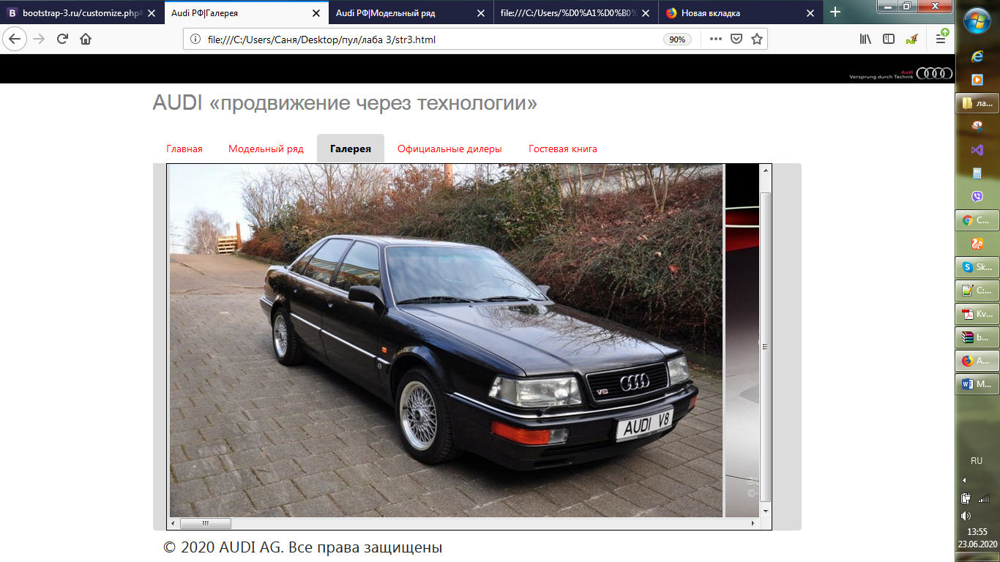 bootstrap-3.ru/customize.php#
Audi РФ|Галерея
Audi РФ|Модельный ряд
file:///C:/Users/%D0%A1%D0%B0%
Новая вкладка
file:///C:/Users/Саня/Desktop/пул/лаба 3/str3.html
90%
Audi
Vorsprung durch Technik
AUDI «продвижение через технологии»
Главная
Модельный ряд
Галерея
Официальные дилеры
Гостевая книга
V8
AUDI V8
© 2020 AUDI AG. Все права защищены
ла...
C...
Sk...
C:...
Kv...
b...
A...
M...
RU
13:55
23.06.2020